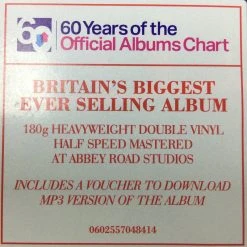 60 60 Years of the
Official Albums Chart
BRITAIN'S BIGGEST
EVER SELLING ALBUM
180g HEAVYWEIGHT DOUBLE VINYL
HALF SPEED MASTERED
AT ABBEY ROAD STUDIOS
INCLUDES A VOUCHER TO DOWNLOAD
MP3 VERSION OF THE ALBUM
0602557048414